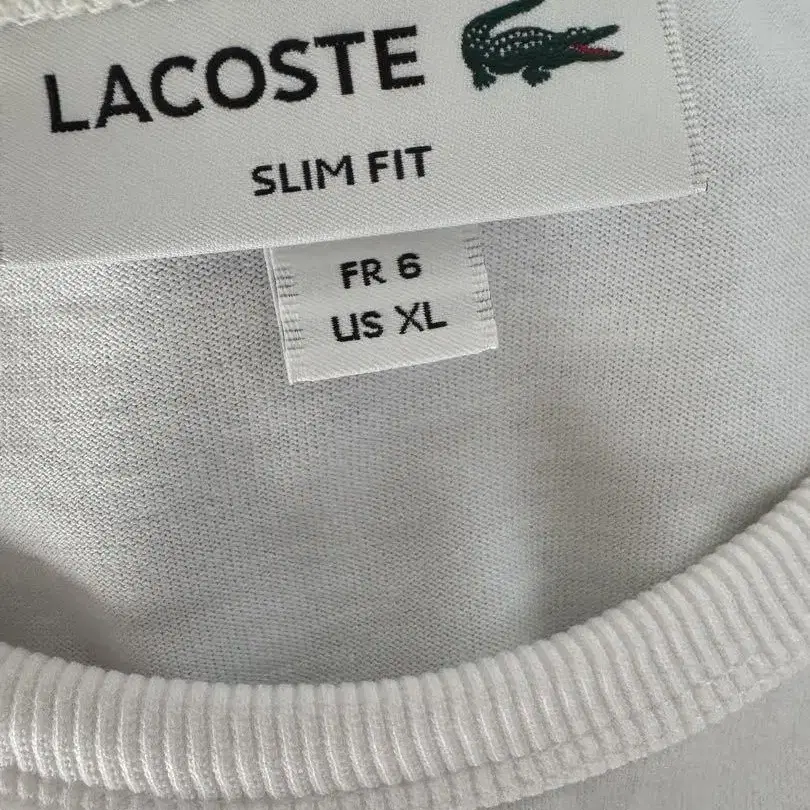 LACOSTE
SLIM FIT
FR 6
US XL